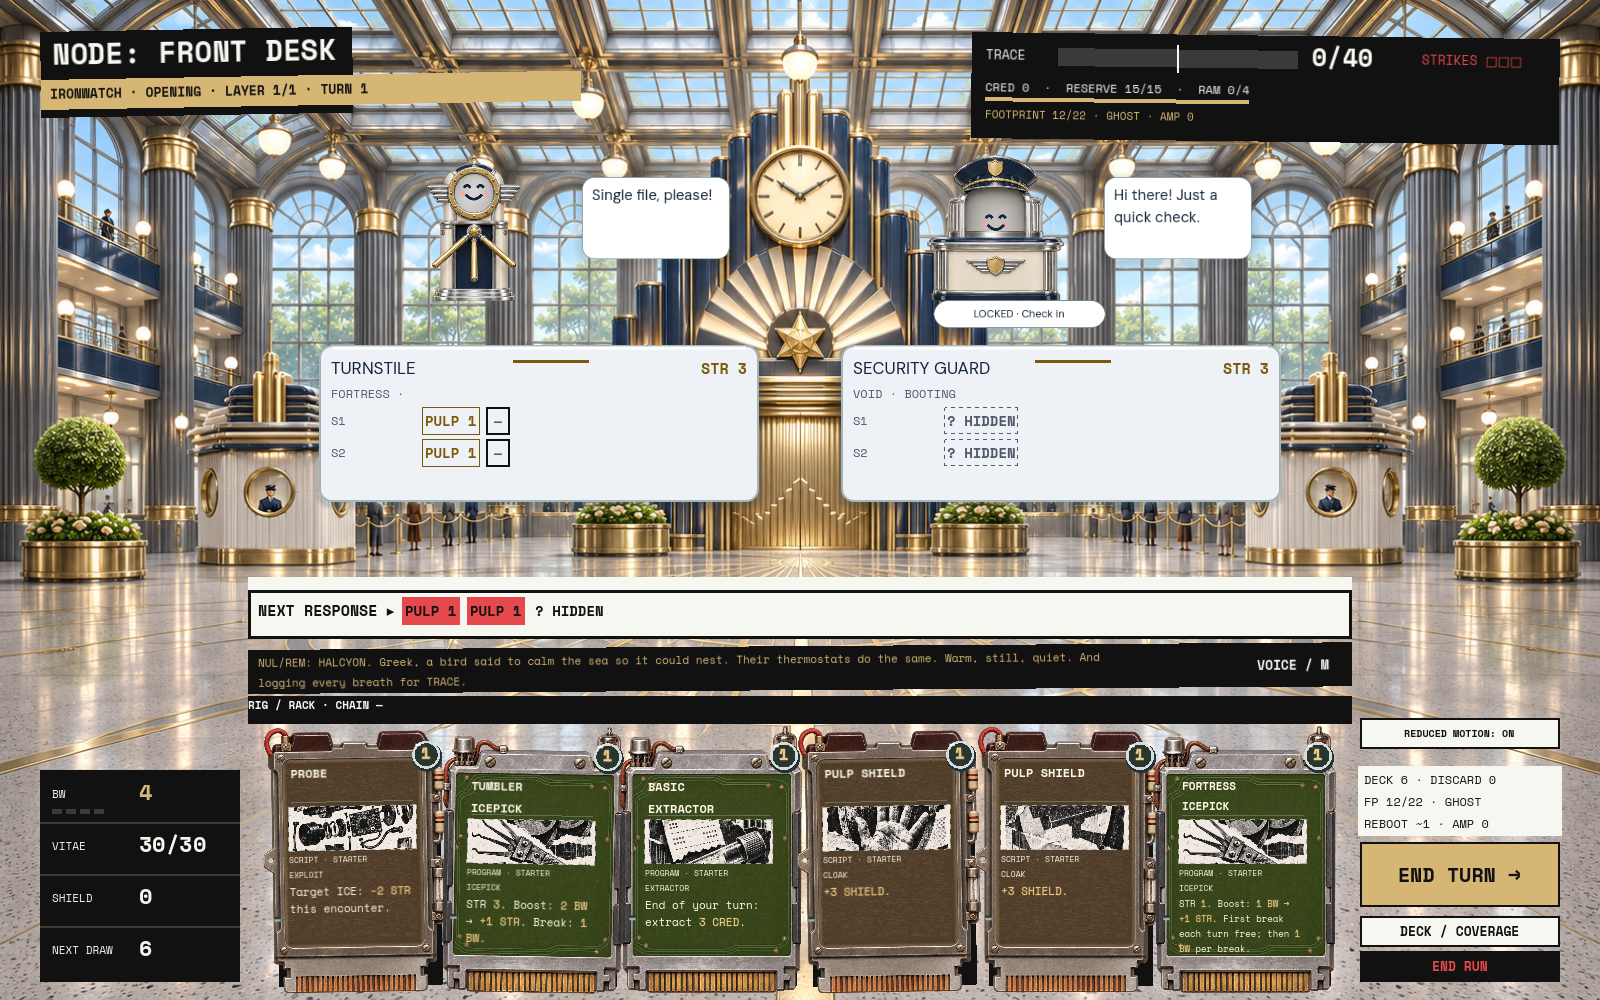 NODE: FRONT DESK
IRONWATCH · OPENING · LAYER 1/1 · TURN 1
TRACE
0/40
STRIKES □□□
CRED 0 · RESERVE 15/15 · RAM 0/4
FOOTPRINT 12/22 · GHOST · AMP 0
Single file, please!
Hi there! Just a
quick check.
LOCKED · Check in
TURNSTILE
STR 3
FORTRESS ·
S1
PULP 1
–
S2
PULP 1
–
SECURITY GUARD
STR 3
VOID · BOOTING
S1
? HIDDEN
S2
? HIDDEN
NEXT RESPONSE ▸ PULP 1 PULP 1 ? HIDDEN
NUL/REM: HALCYON. Greek, a bird said to calm the sea so it could nest. Their thermostats do the same. Warm, still, quiet. And
logging every breath for TRACE.
VOICE / M
RIG / RACK · CHAIN –
BW 4
VITAE 30/30
SHIELD 0
NEXT DRAW 6
1
PROBE
SCRIPT · STARTER
EXPLOIT
Target ICE: -2 STR
this encounter.
1
TUMBLER
ICEPICK
PROGRAM · STARTER
ICEPICK
STR 3. Boost: 2 BW
→ +1 STR. Break: 1
BW.
1
BASIC
EXTRACTOR
PROGRAM · STARTER
EXTRACTOR
End of your turn:
extract 3 CRED.
1
PULP SHIELD
SCRIPT · STARTER
CLOAK
+3 SHIELD.
1
PULP SHIELD
SCRIPT · STARTER
CLOAK
+3 SHIELD.
1
FORTRESS
ICEPICK
PROGRAM · STARTER
ICEPICK
STR 1. Boost: 1 BW →
+1 STR. First break
each turn free; then 1
BW per break.
REDUCED MOTION: ON
DECK 6 · DISCARD 0
FP 12/22 · GHOST
REBOOT ~1 · AMP 0
END TURN →
DECK / COVERAGE
END RUN